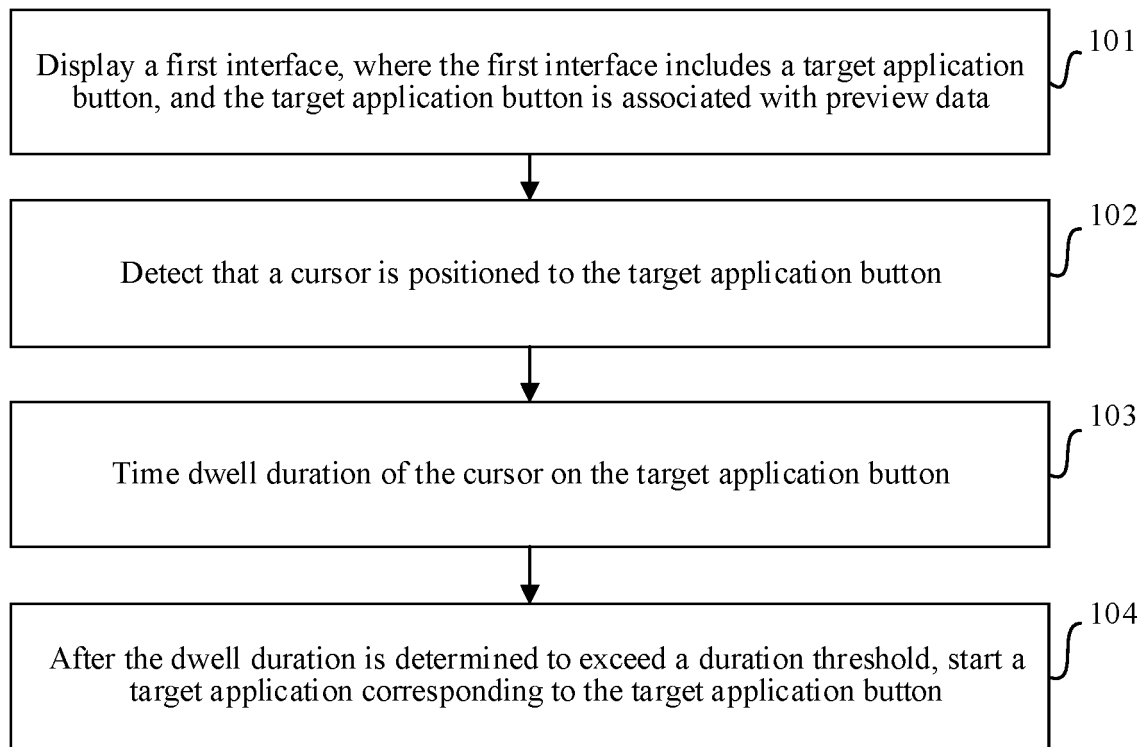 101
Display a first interface, where the first interface includes a target application
button, and the target application button is associated with preview data
102
Detect that a cursor is positioned to the target application button
103
Time dwell duration of the cursor on the target application button
104
After the dwell duration is determined to exceed a duration threshold, start a
target application corresponding to the target application button